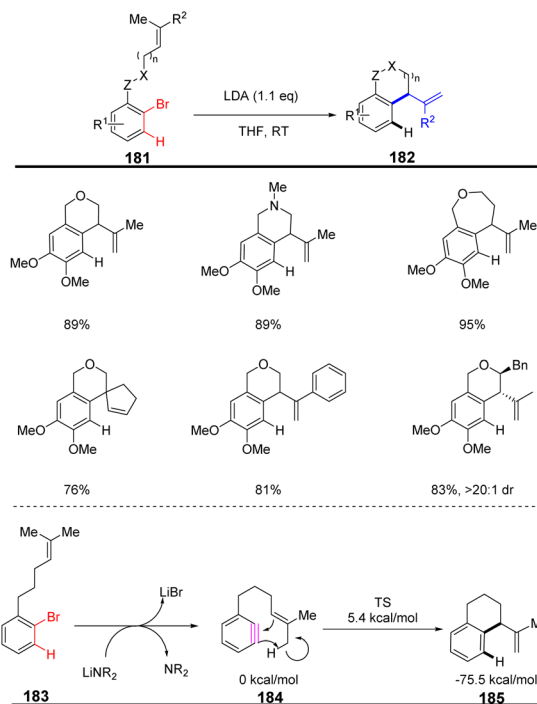 Me R²
( )n
X
Z
Br
R¹
H
181
LDA (1.1 eq)
THF, RT
X
Z ( )n
R¹
R²
H
182
O
Me
H
MeO
OMe
89%
Me
N
Me
H
MeO
OMe
89%
O
Me
H
MeO
OMe
95%
O
H
MeO
OMe
76%
O
H
MeO
OMe
81%
O Bn
H
MeO
OMe
83%, >20:1 dr
Me Me
Br
H
183
LiBr
LiNR₂ NR₂
Me
H
0 kcal/mol
184
TS
5.4 kcal/mol
Me
H
-75.5 kcal/mol
185